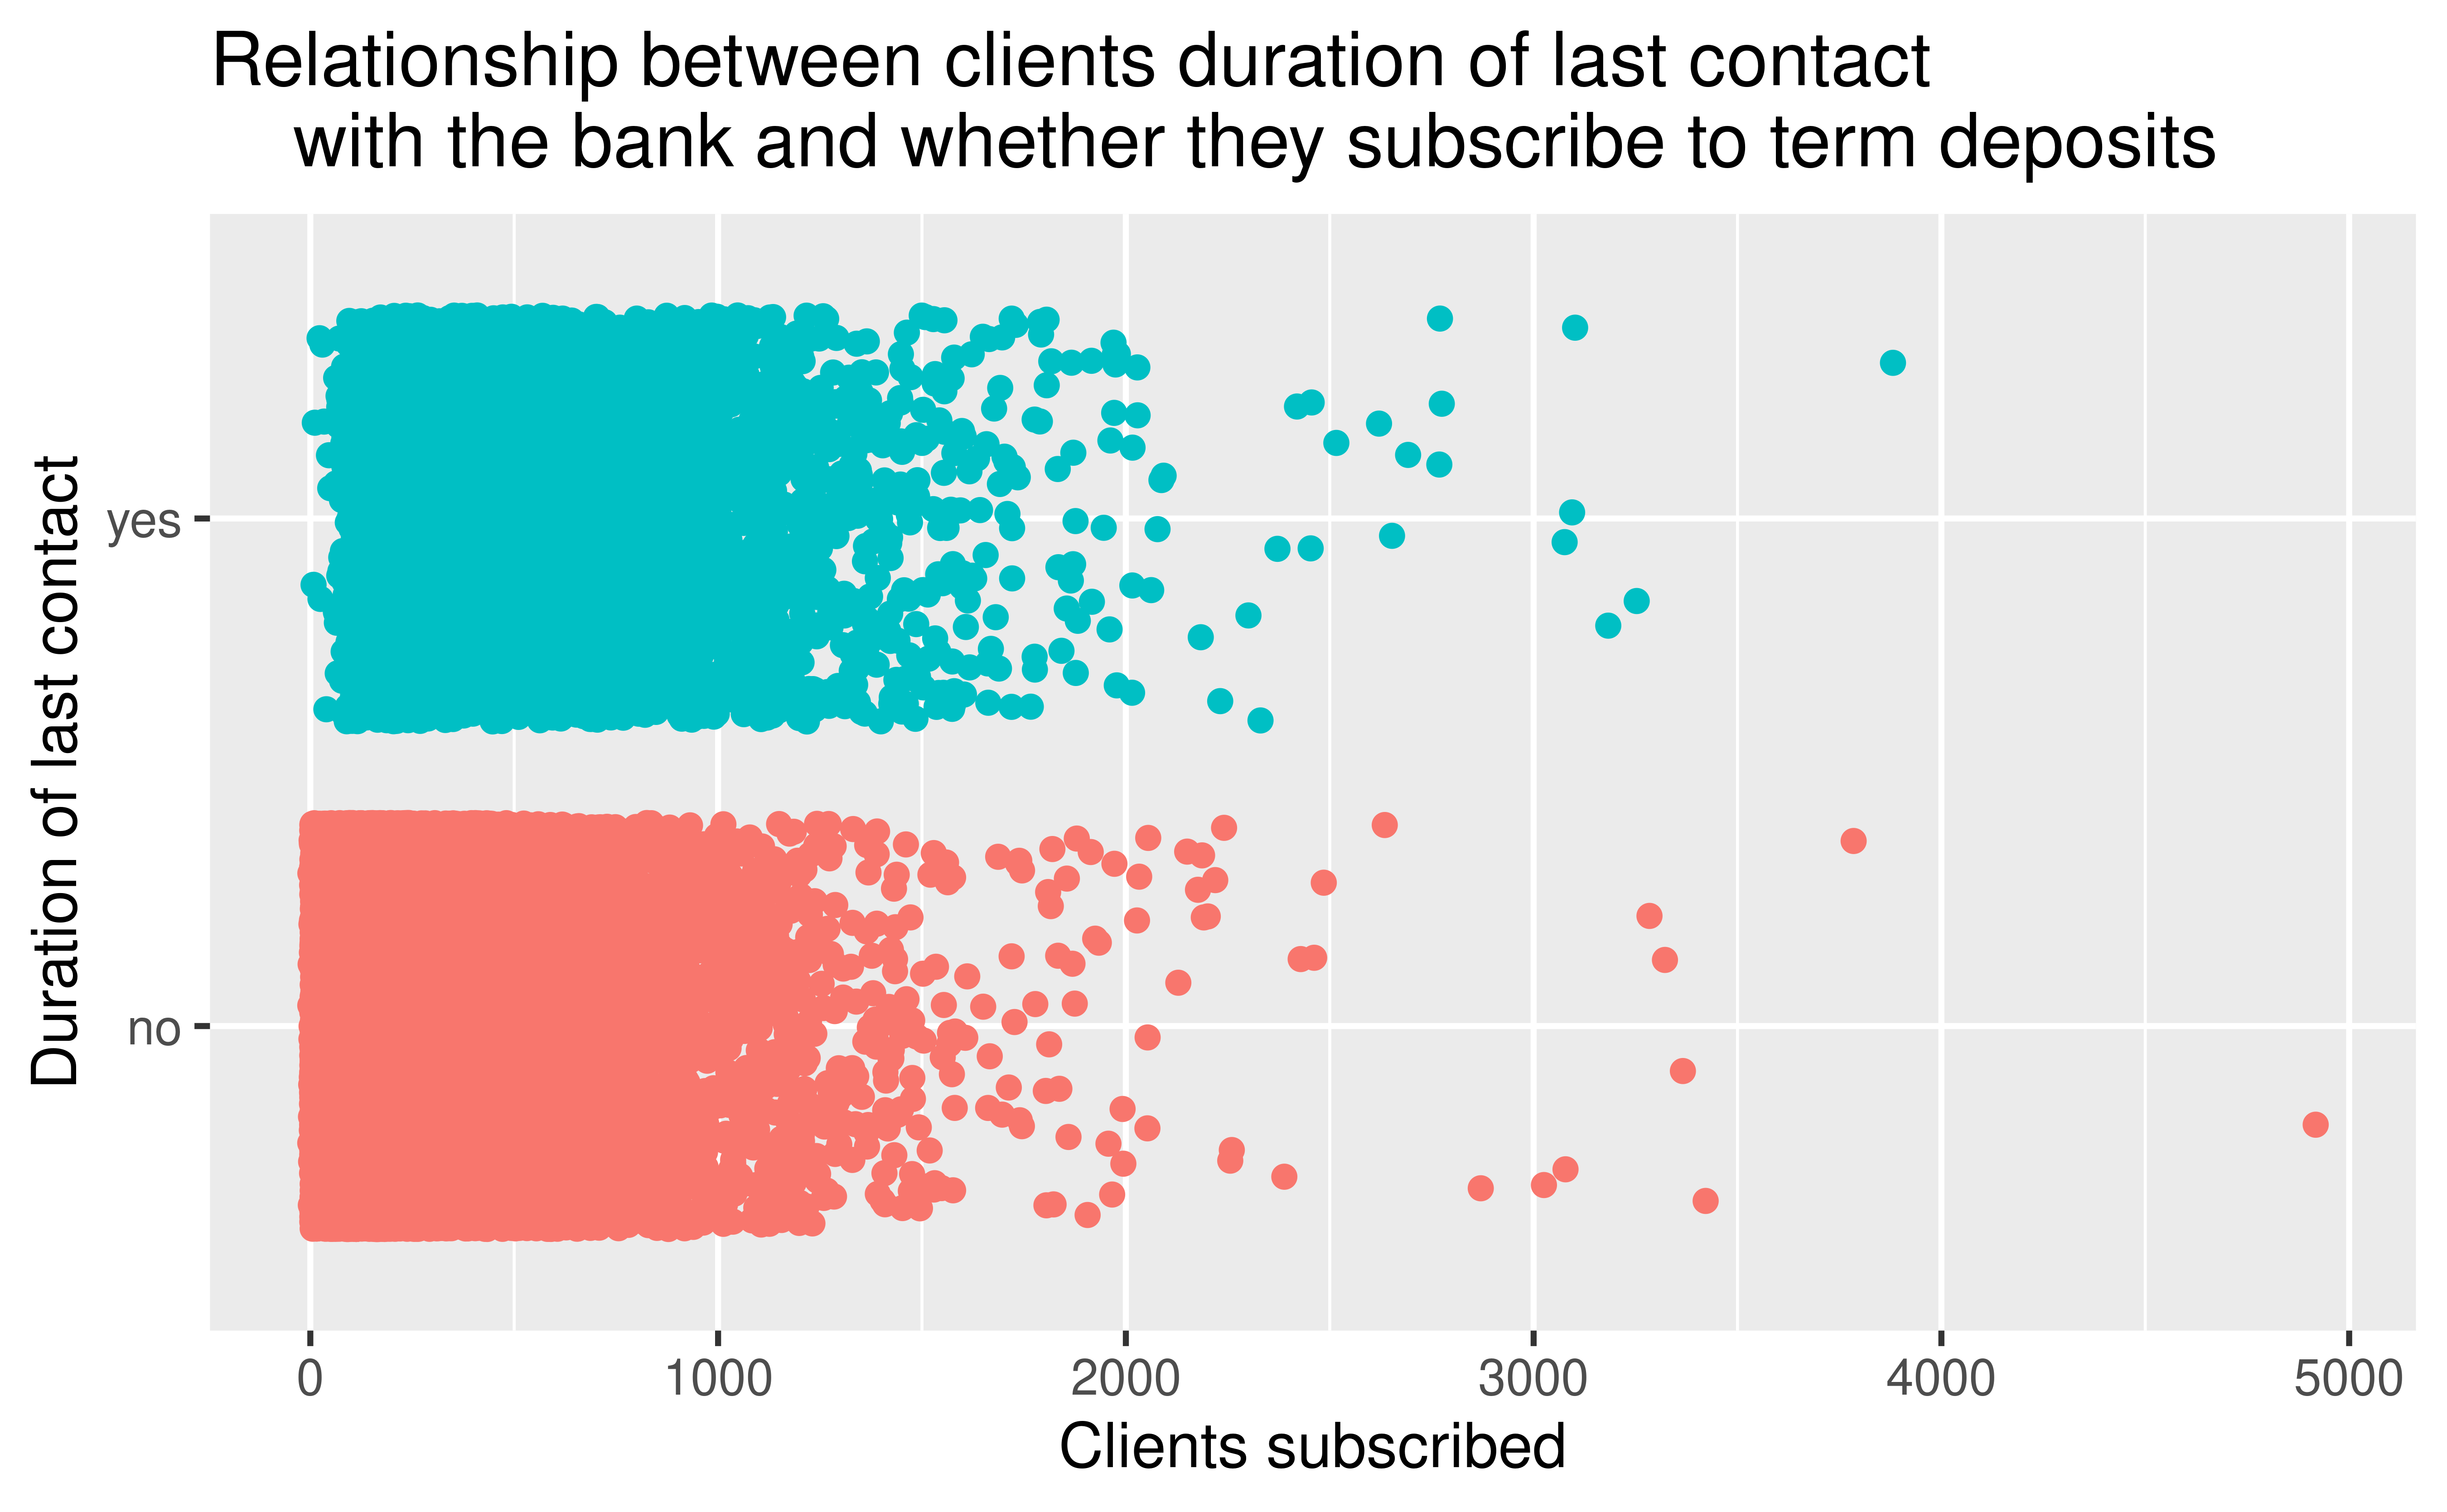 Relationship between clients duration of last contact
with the bank and whether they subscribe to term deposits
Duration of last contact
yes
no
0 1000 2000 3000 4000 5000
Clients subscribed